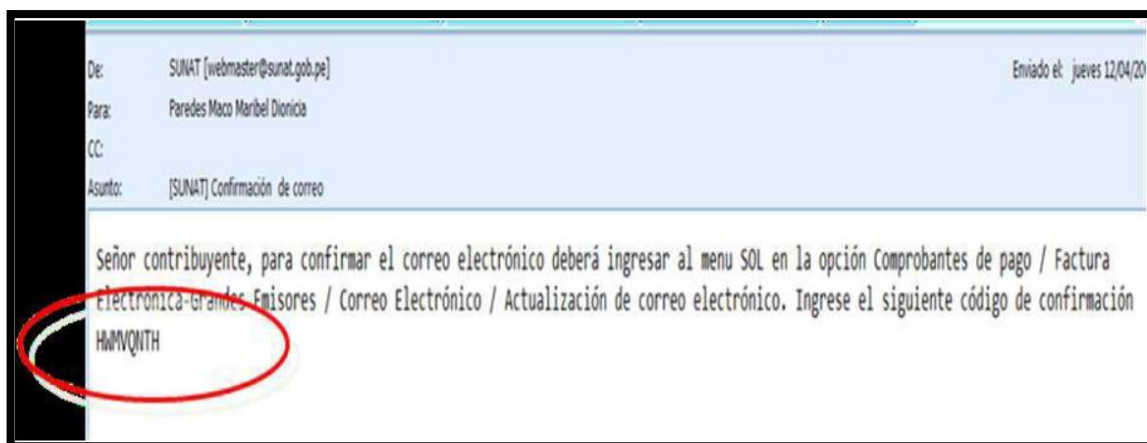 De: SUNAT [webmaster@sunat.gob.pe] Enviado el: jueves 12/04/20
Para: Paredes Maco Maribel Dionicia
CC:
Asunto: [SUNAT] Confirmación de correo
Señor contribuyente, para confirmar el correo electrónico deberá ingresar al menu SOL en la opción Comprobantes de pago / Factura
Electrónica-Grandes Emisores / Correo Electrónico / Actualización de correo electrónico. Ingrese el siguiente código de confirmación
HWMVQNTH